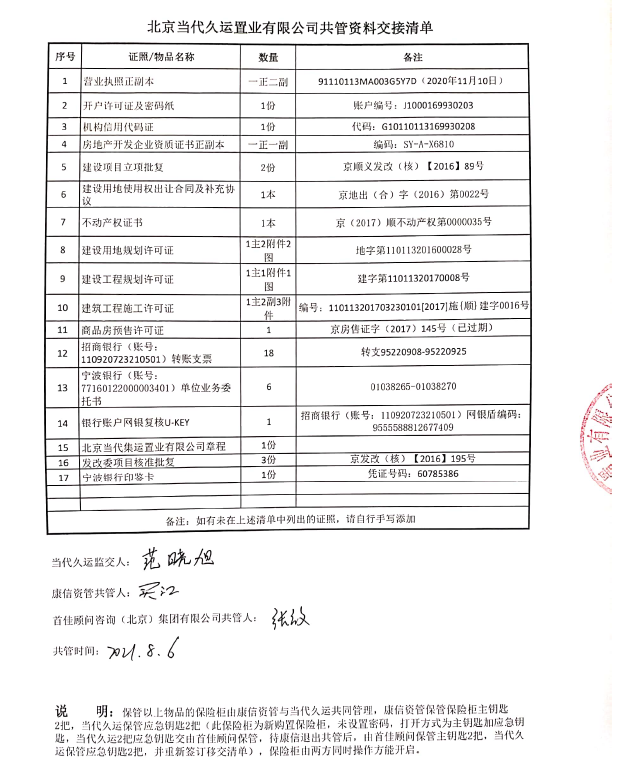 北京当代久运置业有限公司共管资料交接清单
序号 证照/物品名称 数量 备注
1 营业执照正副本 一正二副 91110113MA003G5Y7D（2020年11月10日）
2 开户许可证及密码纸 1份 账户编号：J1000169930203
3 机构信用代码证 1份 代码：G10110113169930208
4 房地产开发企业资质证书正副本 一正一副 编码：SY-A-X6810
5 建设项目立项批复 2份 京顺义发改（核）【2016】89号
6 建设用地使用权出让合同及补充协议 1本 京地出（合）字（2016）第0022号
7 不动产权证书 1本 京（2017）顺不动产权第0000035号
8 建设用地规划许可证 1主2附件2图 地字第110113201600028号
9 建设工程规划许可证 1主1附件1图 建字第11011320170008号
10 建筑工程施工许可证 1主2副3附件 编号：110113201703230101[2017]施[顺]建字0016号
11 商品房预售许可证 1 京房售证字（2017）145号（已过期）
12 招商银行（账号：110920723210501）转账支票 18 转支95220908-95220925
13 宁波银行（账号：77160122000003401）单位业务委托书 6 01038265-01038270
14 银行账户网银复核U-KEY 1 招商银行（账号：110920723210501）网银盾编码：9555588812677409
15 北京当代集运置业有限公司章程 1份
16 发改委项目核准批复 3份 京发改（核）【2016】195号
17 宁波银行印鉴卡 1份 凭证号码：60785386
备注：如有未在上述清单中列出的证照，请自行手写添加
当代久运监交人：范晓旭
康信资管共管人：
首佳顾问咨询（北京）集团有限公司共管人：
共管时间：2021.8.6
说 明：保管以上物品的保险柜由康信资管与当代久运共同管理，康信资管保管保险柜主钥匙
2把，当代久运保管应急钥匙2把（此保险柜为新购置保险柜，未设置密码，打开方式为主钥匙加应急钥
匙，当代久运2把应急钥匙交由首佳顾问保管，待康信退出共管后，由首佳顾问保管主钥匙2把，当代久
运保管应急钥匙2把，并重新签订移交清单），保险柜由两方同时操作方能开启。
业有限公